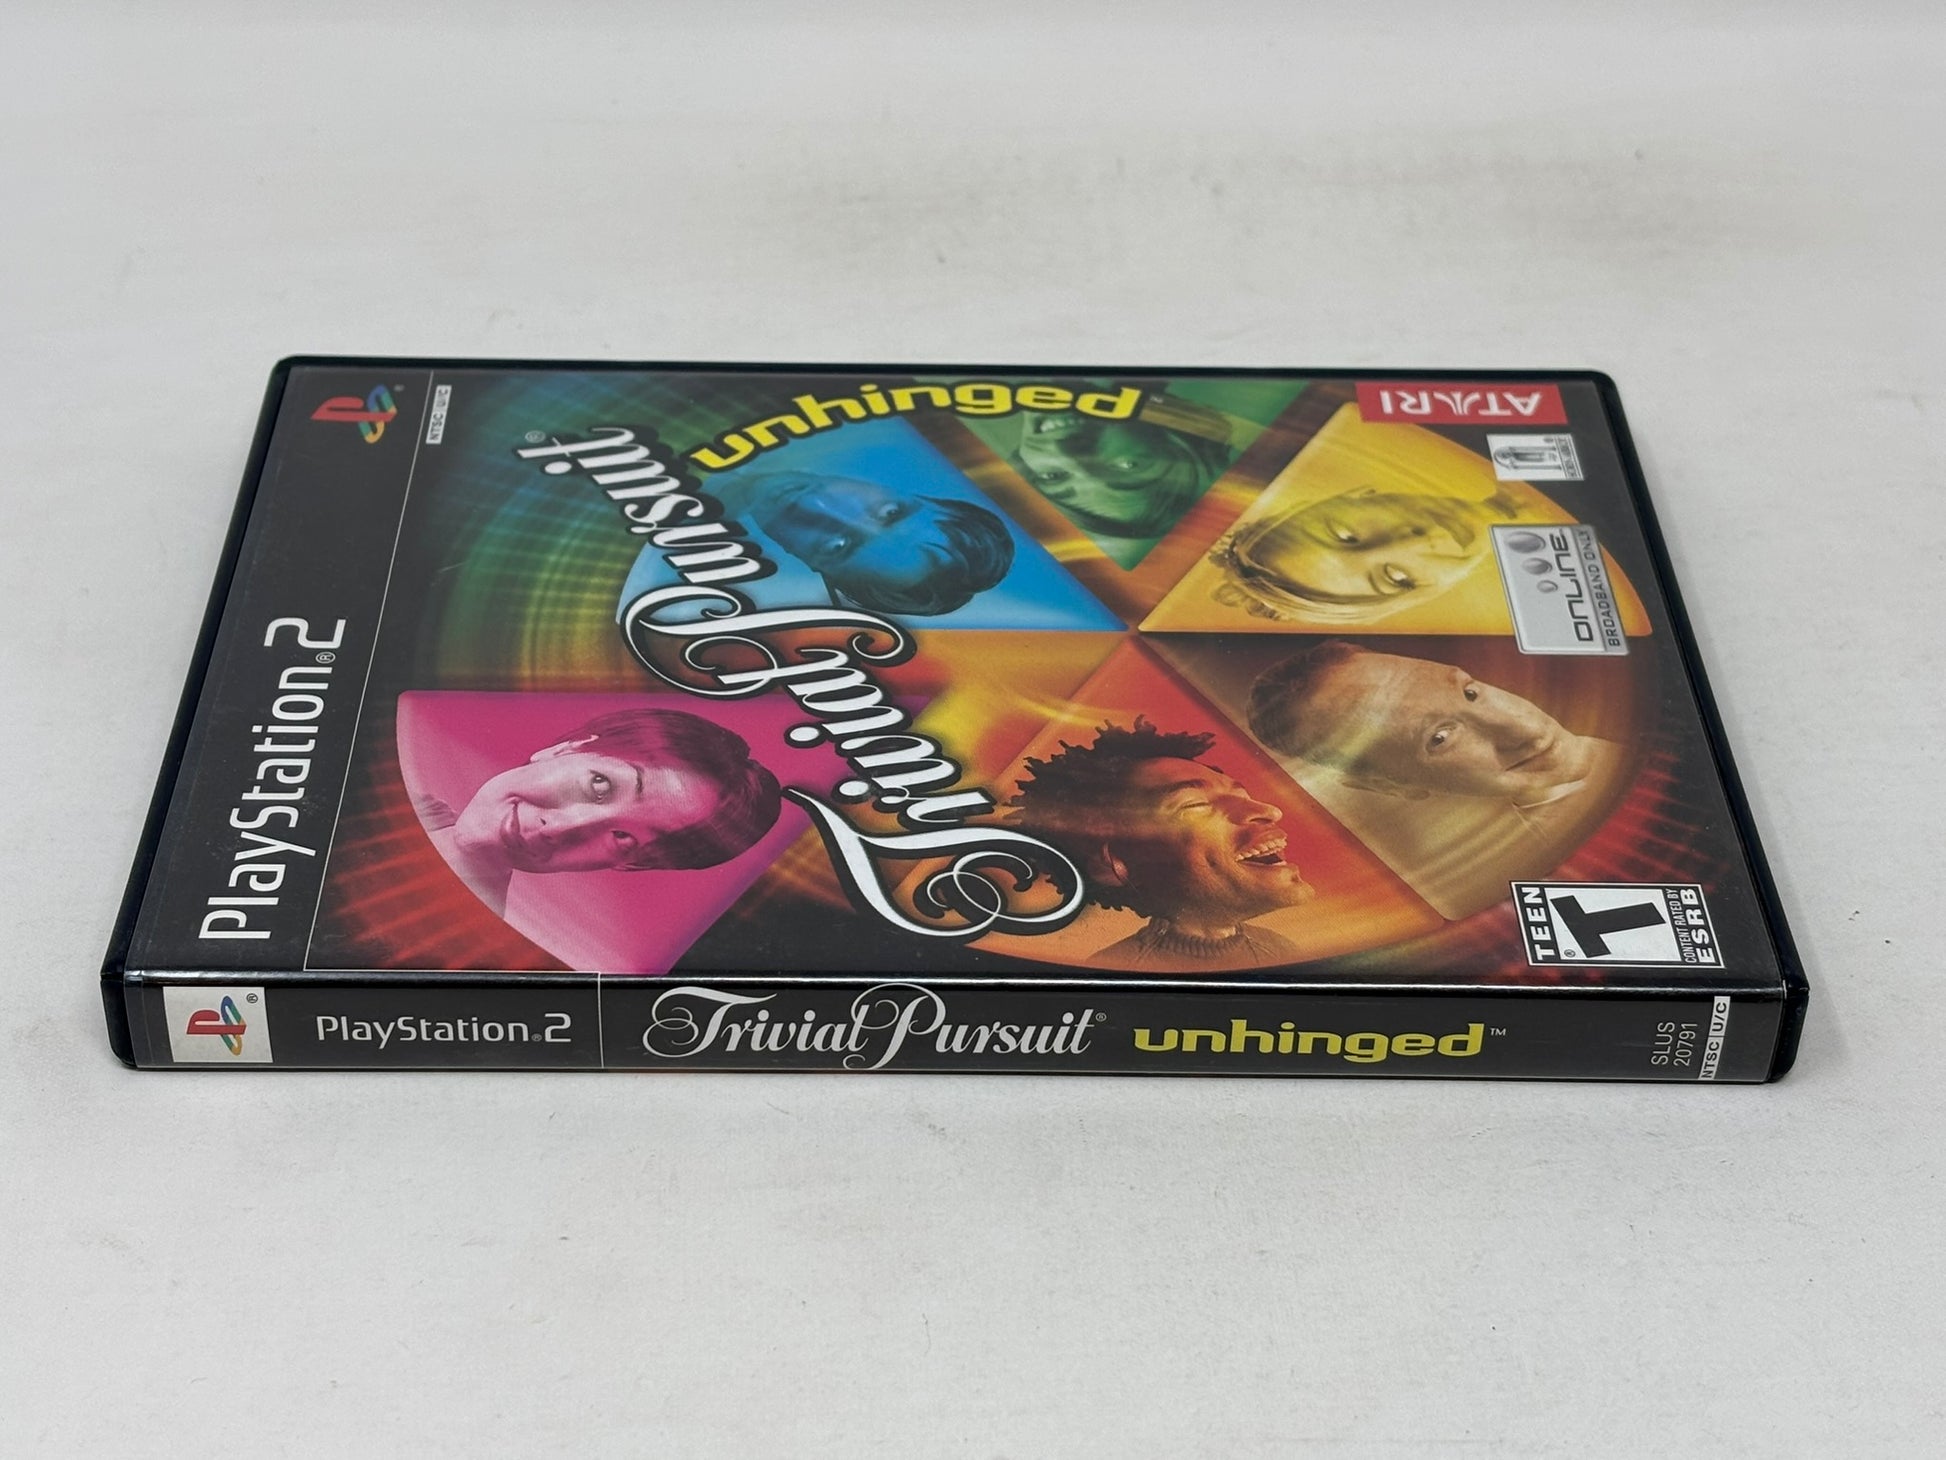 PlayStation®2
NTSC U/C
Trivial Pursuit®
unhinged™
ATARI
ONLINE
BROADBAND ONLY
TEEN
T
®
CONTENT RATED BY
ESRB
®
PlayStation®2
Trivial Pursuit® unhinged™
SLUS
20791
NTSC U/C